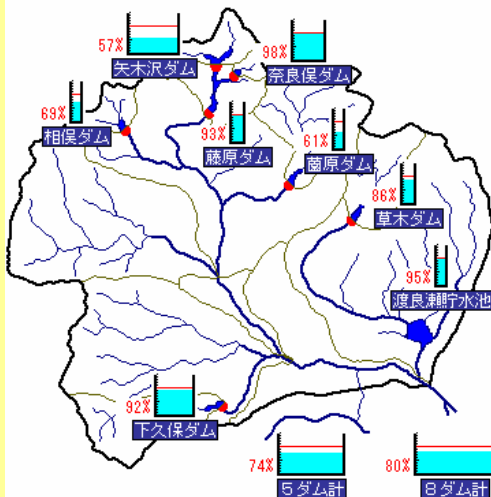 57%
矢木沢ダム
98%
奈良俣ダム
69%
相俣ダム
93%
藤原ダム
61%
薗原ダム
86%
草木ダム
95%
渡良瀬貯水池
92%
下久保ダム
74%
5ダム計
80%
8ダム計